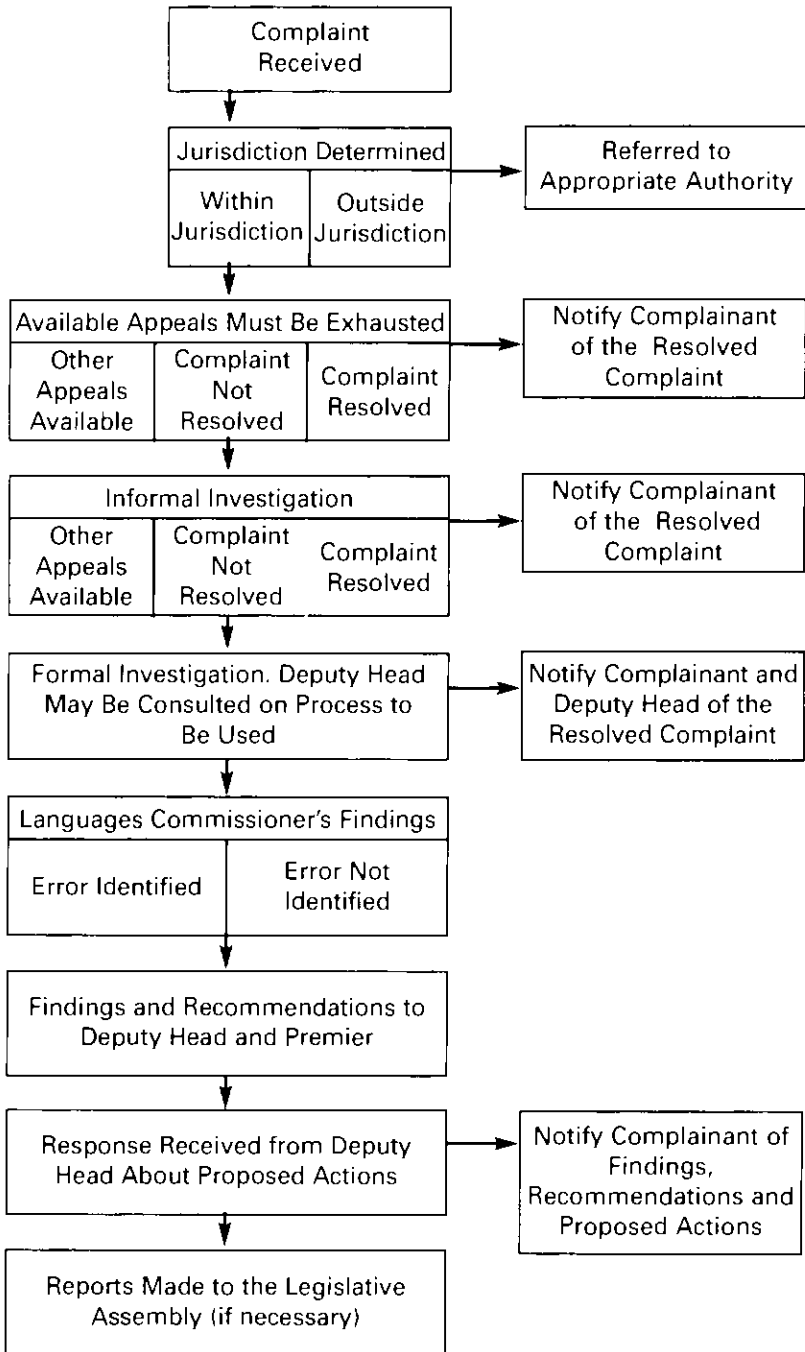 Complaint
Received
Jurisdiction Determined
Within
Jurisdiction
Outside
Jurisdiction
Referred to
Appropriate Authority
Available Appeals Must Be Exhausted
Other
Appeals
Available
Complaint
Not
Resolved
Complaint
Resolved
Notify Complainant
of the Resolved
Complaint
Informal Investigation
Other
Appeals
Available
Complaint
Not
Resolved
Complaint
Resolved
Notify Complainant
of the Resolved
Complaint
Formal Investigation. Deputy Head
May Be Consulted on Process to
Be Used
Notify Complainant and
Deputy Head of the
Resolved Complaint
Languages Commissioner's Findings
Error Identified
Error Not
Identified
Findings and Recommendations to
Deputy Head and Premier
Response Received from Deputy
Head About Proposed Actions
Notify Complainant of
Findings,
Recommendations and
Proposed Actions
Reports Made to the Legislative
Assembly (if necessary)